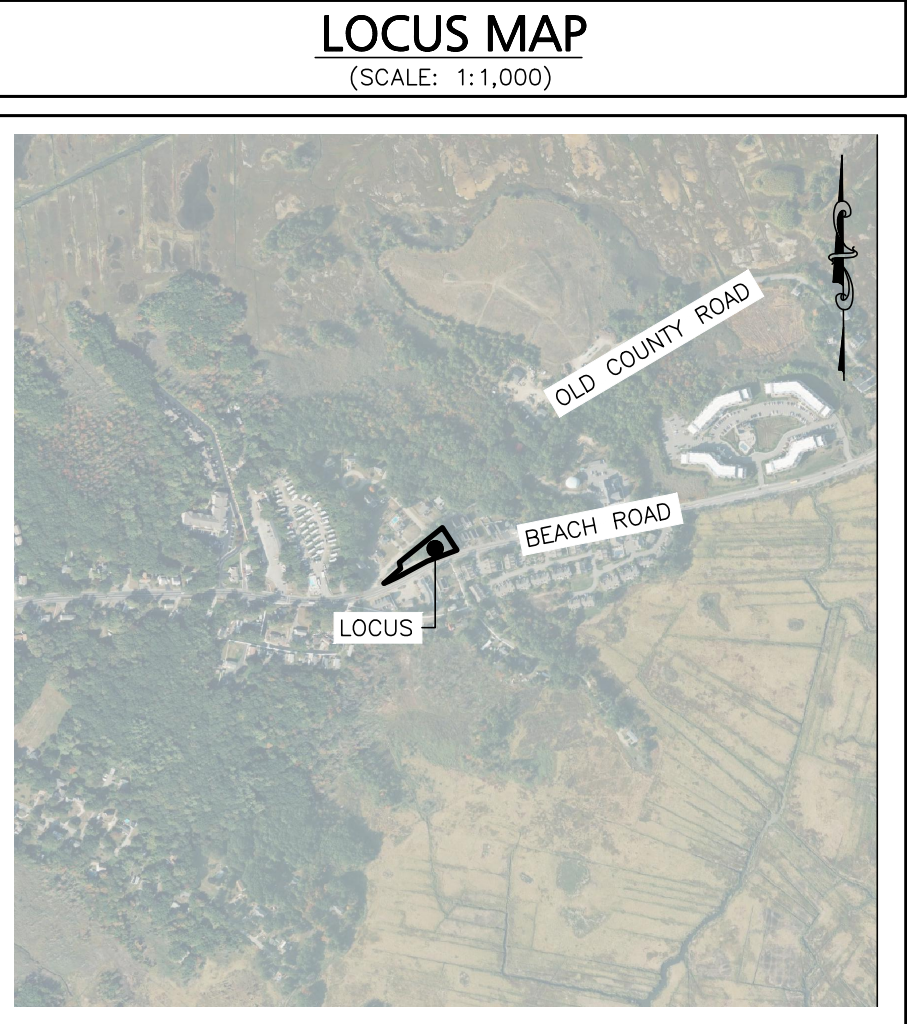 LOCUS MAP
(SCALE: 1:1,000)
OLD COUNTY ROAD
BEACH ROAD
LOCUS